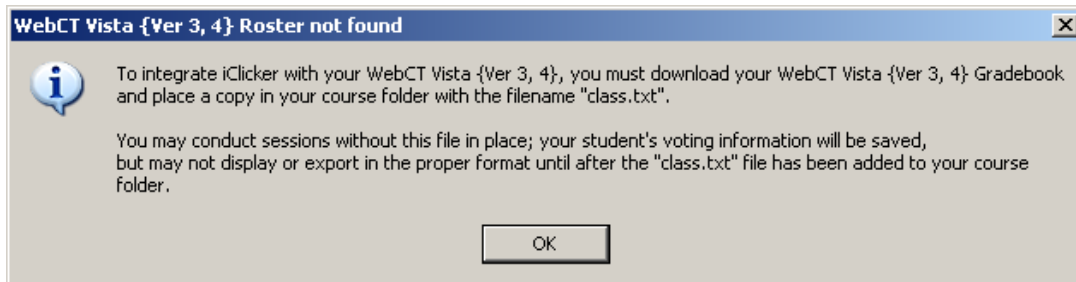 WebCT Vista {Ver 3, 4} Roster not found
To integrate iClicker with your WebCT Vista {Ver 3, 4}, you must download your WebCT Vista {Ver 3, 4} Gradebook
and place a copy in your course folder with the filename "class.txt".
You may conduct sessions without this file in place; your student's voting information will be saved,
but may not display or export in the proper format until after the "class.txt" file has been added to your course
folder.
OK